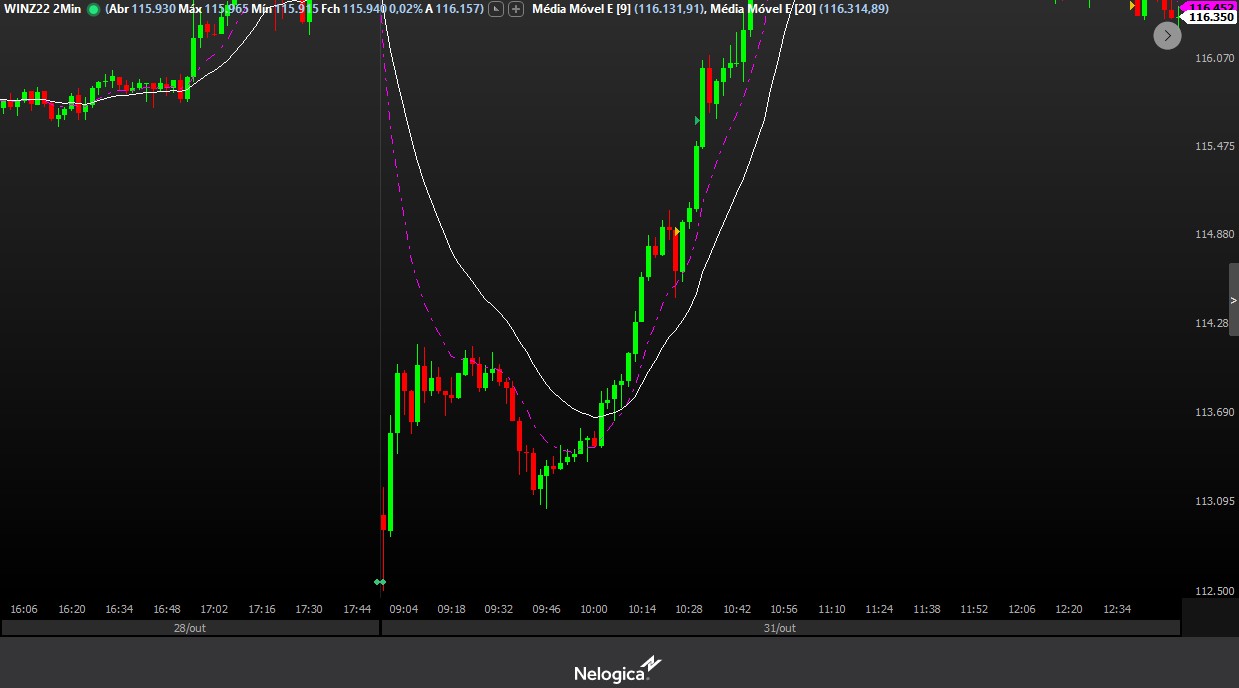 WINZ22 2Min (Abr 115.930 Máx 115.965 Mín 115.915 Fch 115.940 0,02% A 116.157) Média Móvel E [9] (116.131,91), Média Móvel E [20] (116.314,89)
116.452
116.350
116.070
115.475
114.880
114.28
113.690
113.095
112.500
16:06 16:20 16:34 16:48 17:02 17:16 17:30 17:44 09:04 09:18 09:32 09:46 10:00 10:14 10:28 10:42 10:56 11:10 11:24 11:38 11:52 12:06 12:20 12:34
28/out 31/out
Nelogica